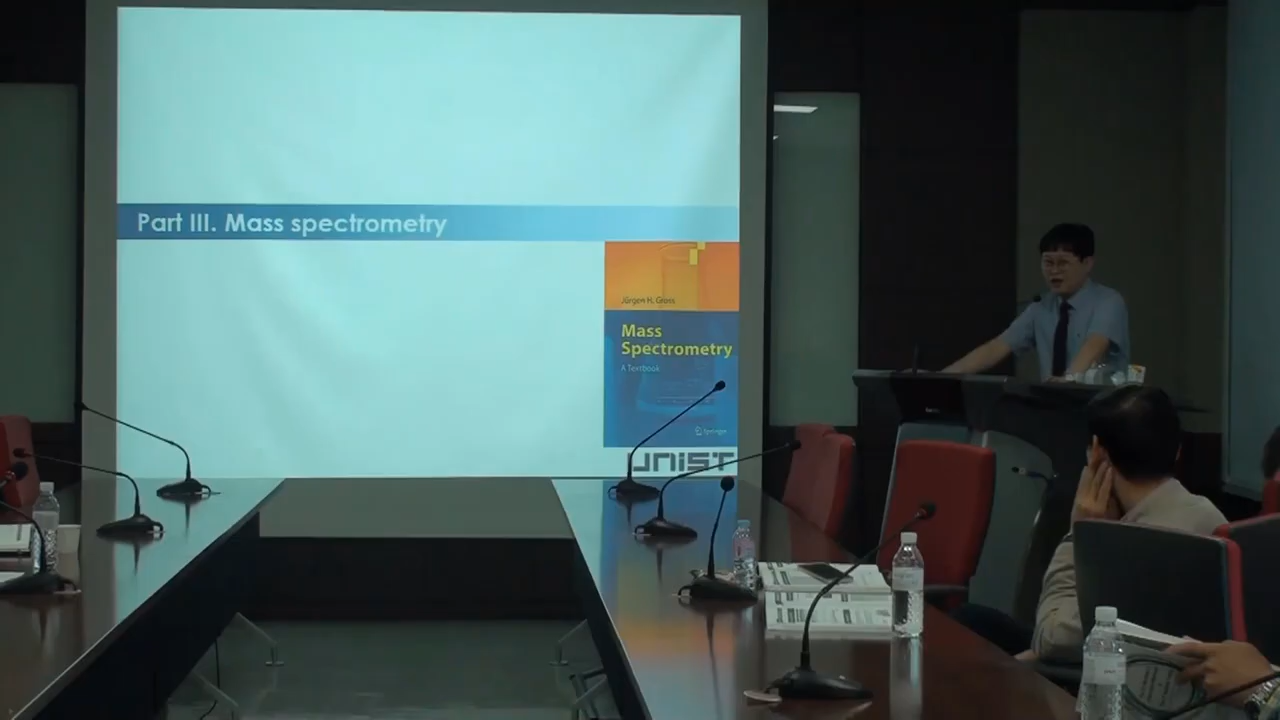 Part III. Mass spectrometry
Jürgen H. Gross
Mass
Spectrometry
A Textbook
Springer
UNIST